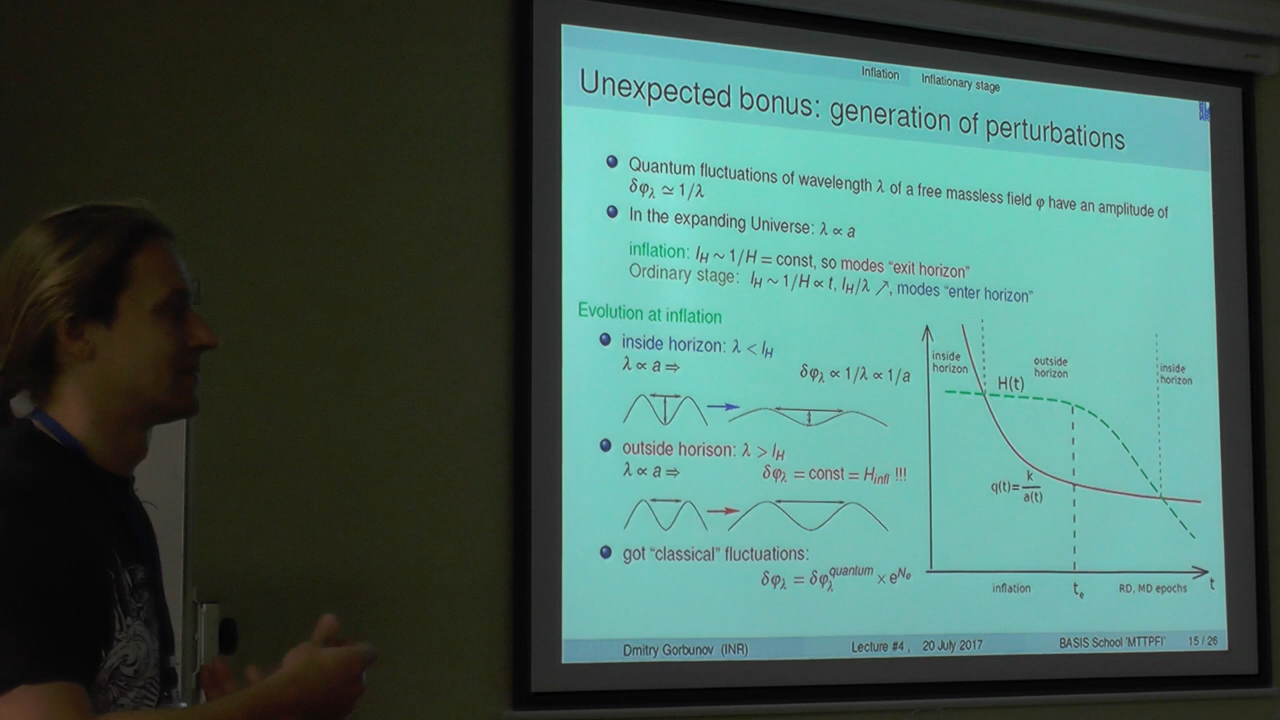 Inflation Inflationary stage
Unexpected bonus: generation of perturbations
Quantum fluctuations of wavelength λ of a free massless field φ have an amplitude of
δφ_λ ≃ 1/λ
In the expanding Universe: λ ∝ a
inflation: l_H ∼ 1/H = const, so modes "exit horizon"
Ordinary stage: l_H ∼ 1/H ∝ t, l_H/λ ↗, modes "enter horizon"
Evolution at inflation
inside horizon: λ < l_H
λ ∝ a ⇒ δφ_λ ∝ 1/λ ∝ 1/a
outside horison: λ > l_H
λ ∝ a ⇒ δφ_λ = const = H_infl !!!
got "classical" fluctuations:
δφ_λ = δφ_λ^quantum × e^{N_e}
inside
horizon
outside
horizon
inside
horizon
H(t)
q(t)=k/a(t)
inflation t_e RD, MD epochs t
Dmitry Gorbunov (INR) Lecture #4 , 20 July 2017 BASIS School 'MTTPFI' 15 / 26